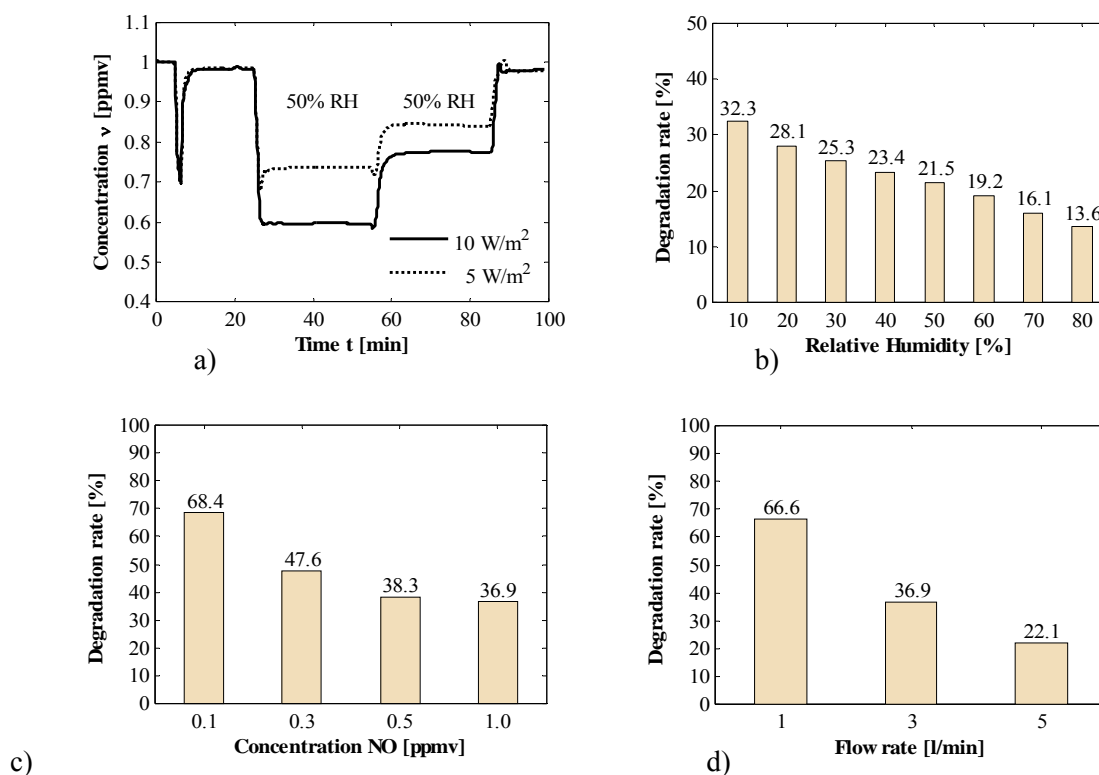 1.1
1
0.9
0.8
0.7
0.6
0.5
0.4
Concentration ν [ppmv]
50% RH
50% RH
10 W/m²
5 W/m²
0 20 40 60 80 100
Time t [min]
a)
50
40
30
20
10
0
Degradation rate [%]
32.3
28.1
25.3
23.4
21.5
19.2
16.1
13.6
10 20 30 40 50 60 70 80
Relative Humidity [%]
b)
100
90
80
70
60
50
40
30
20
10
0
Degradation rate [%]
68.4
47.6
38.3
36.9
0.1 0.3 0.5 1.0
Concentration NO [ppmv]
c)
100
90
80
70
60
50
40
30
20
10
0
Degradation rate [%]
66.6
36.9
22.1
1 3 5
Flow rate [l/min]
d)